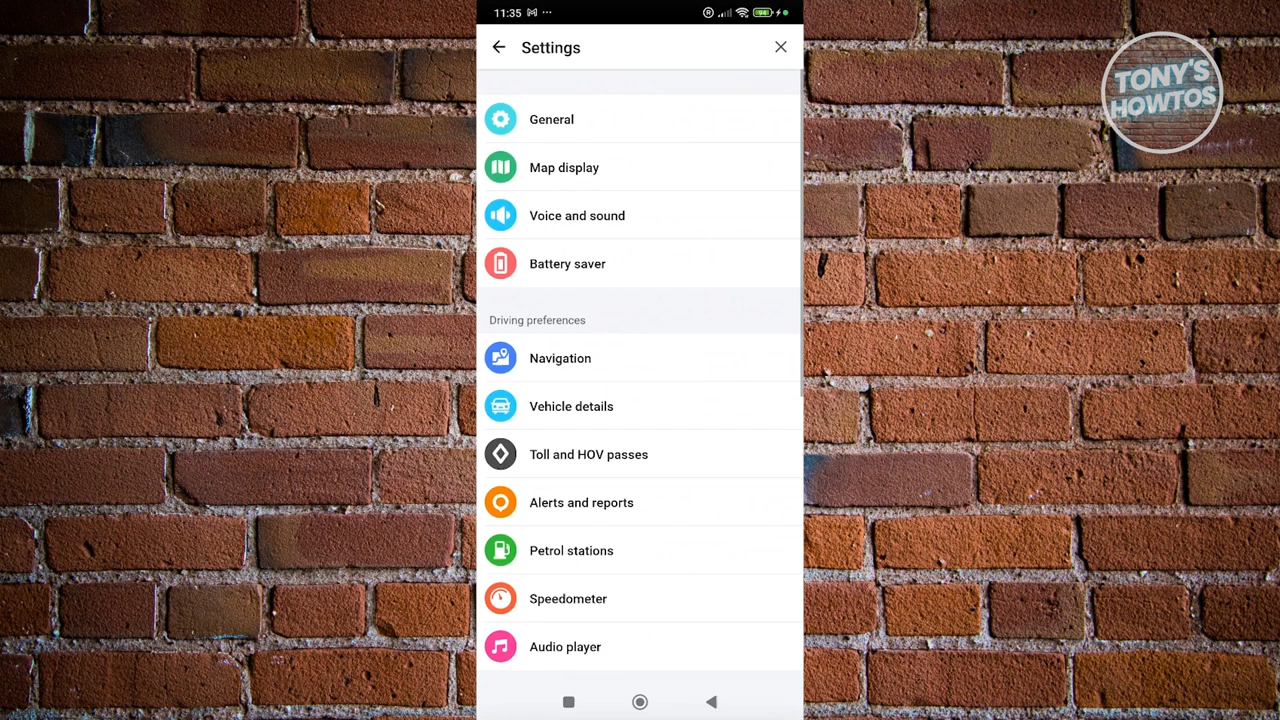 11:35
94
R
Settings
TONY'S
HOWTOS
General
Map display
Voice and sound
Battery saver
Driving preferences
Navigation
Vehicle details
Toll and HOV passes
Alerts and reports
Petrol stations
Speedometer
Audio player